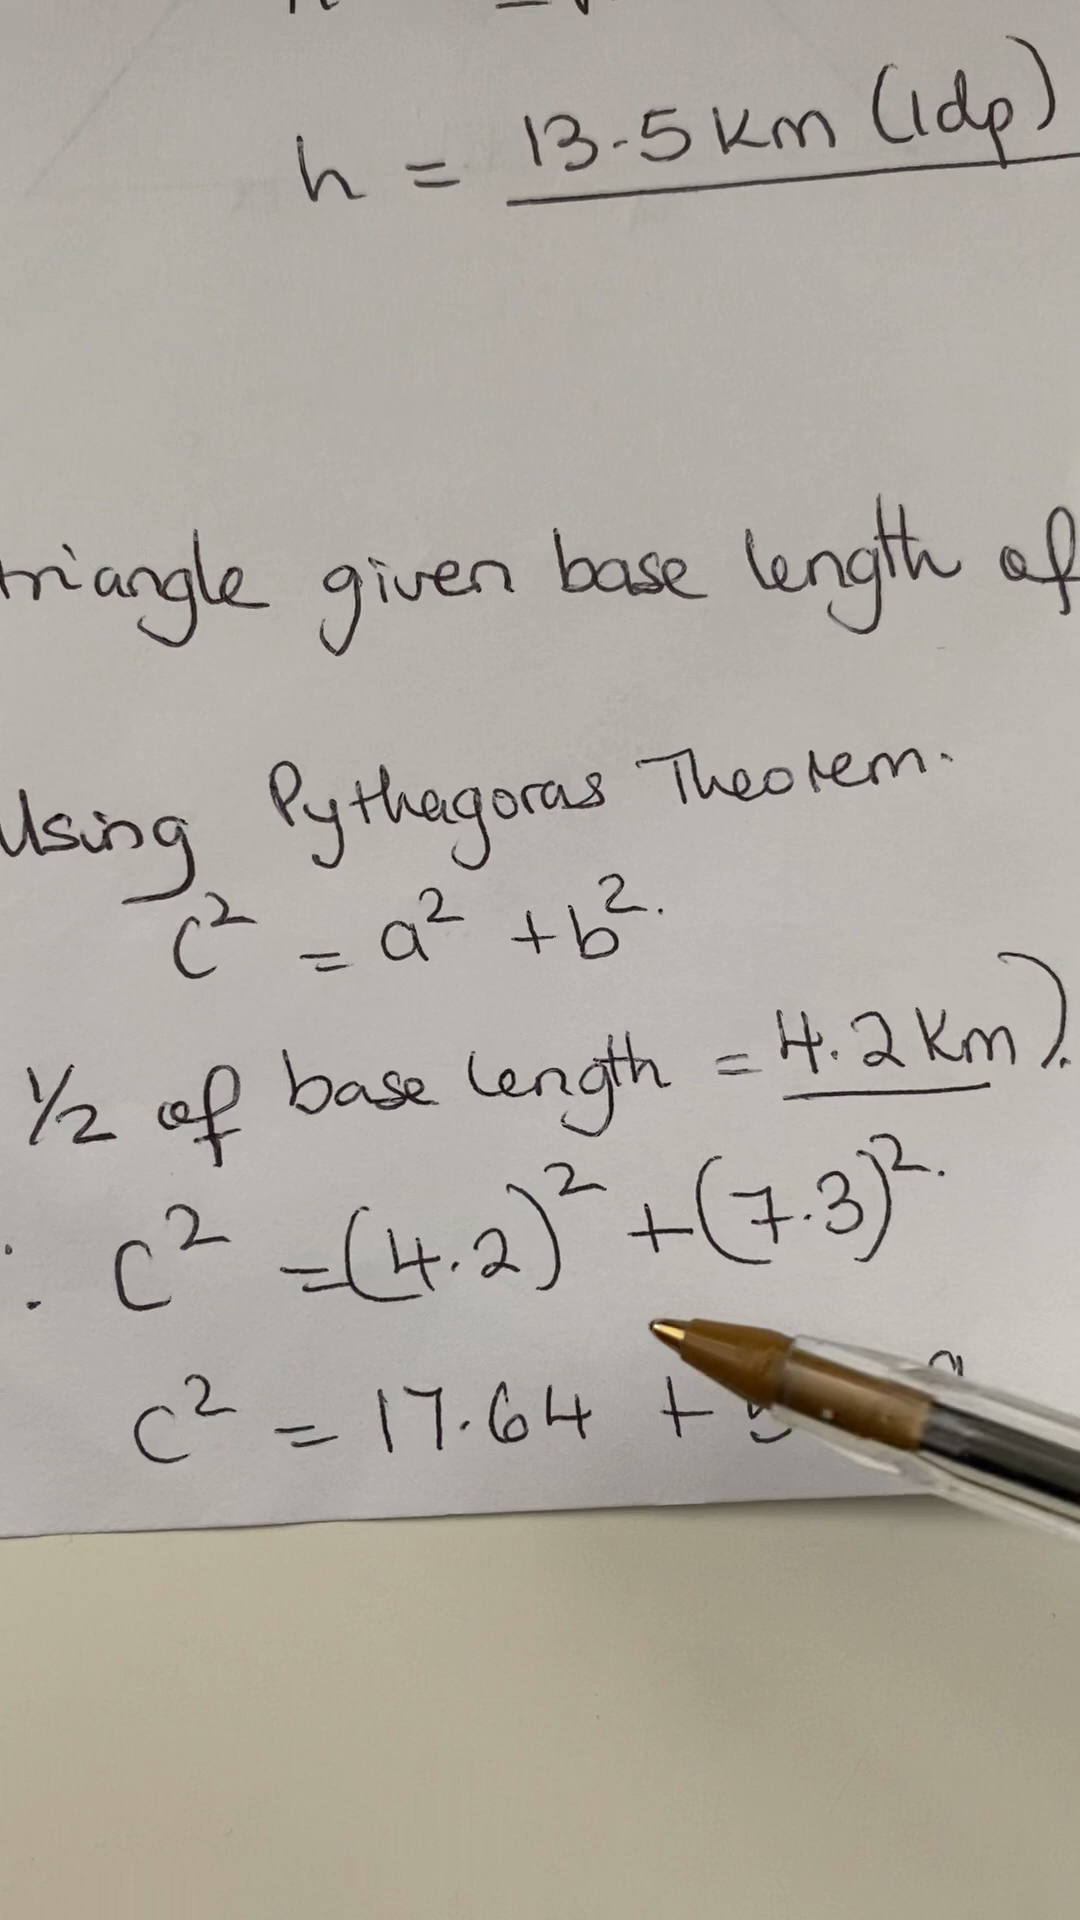 h = 13.5 km (1dp)
triangle given base length of
Using Pythagoras Theorem.
c² = a² + b².
1/2 of base length = 4.2 km).
: c² = (4.2)² + (7.3)².
c² = 17.64 +